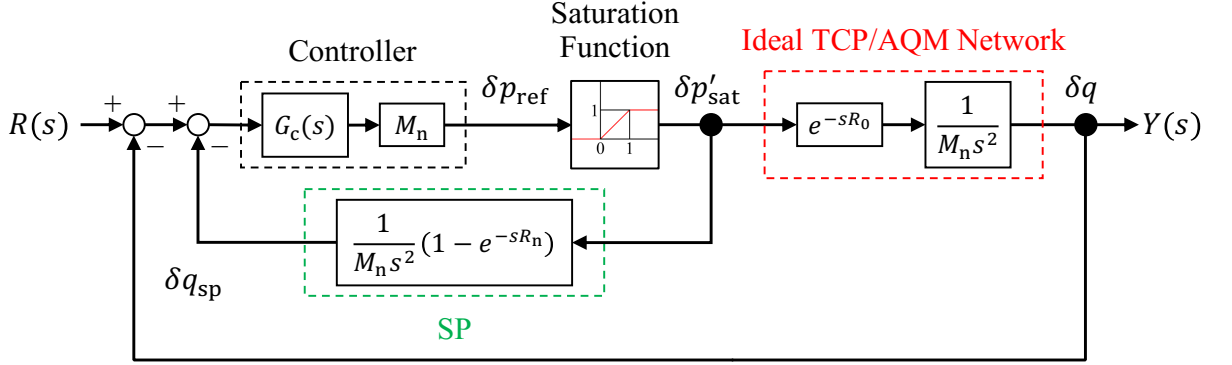 Saturation
Function
Controller
Ideal TCP/AQM Network
R(s)
+
−
+
−
G_c(s)
M_n
δp_ref
1
0
1
δp′_sat
e^{−sR_0}
1
M_n s^2
δq
Y(s)
1
M_n s^2
(1 − e^{−sR_n})
δq_sp
SP